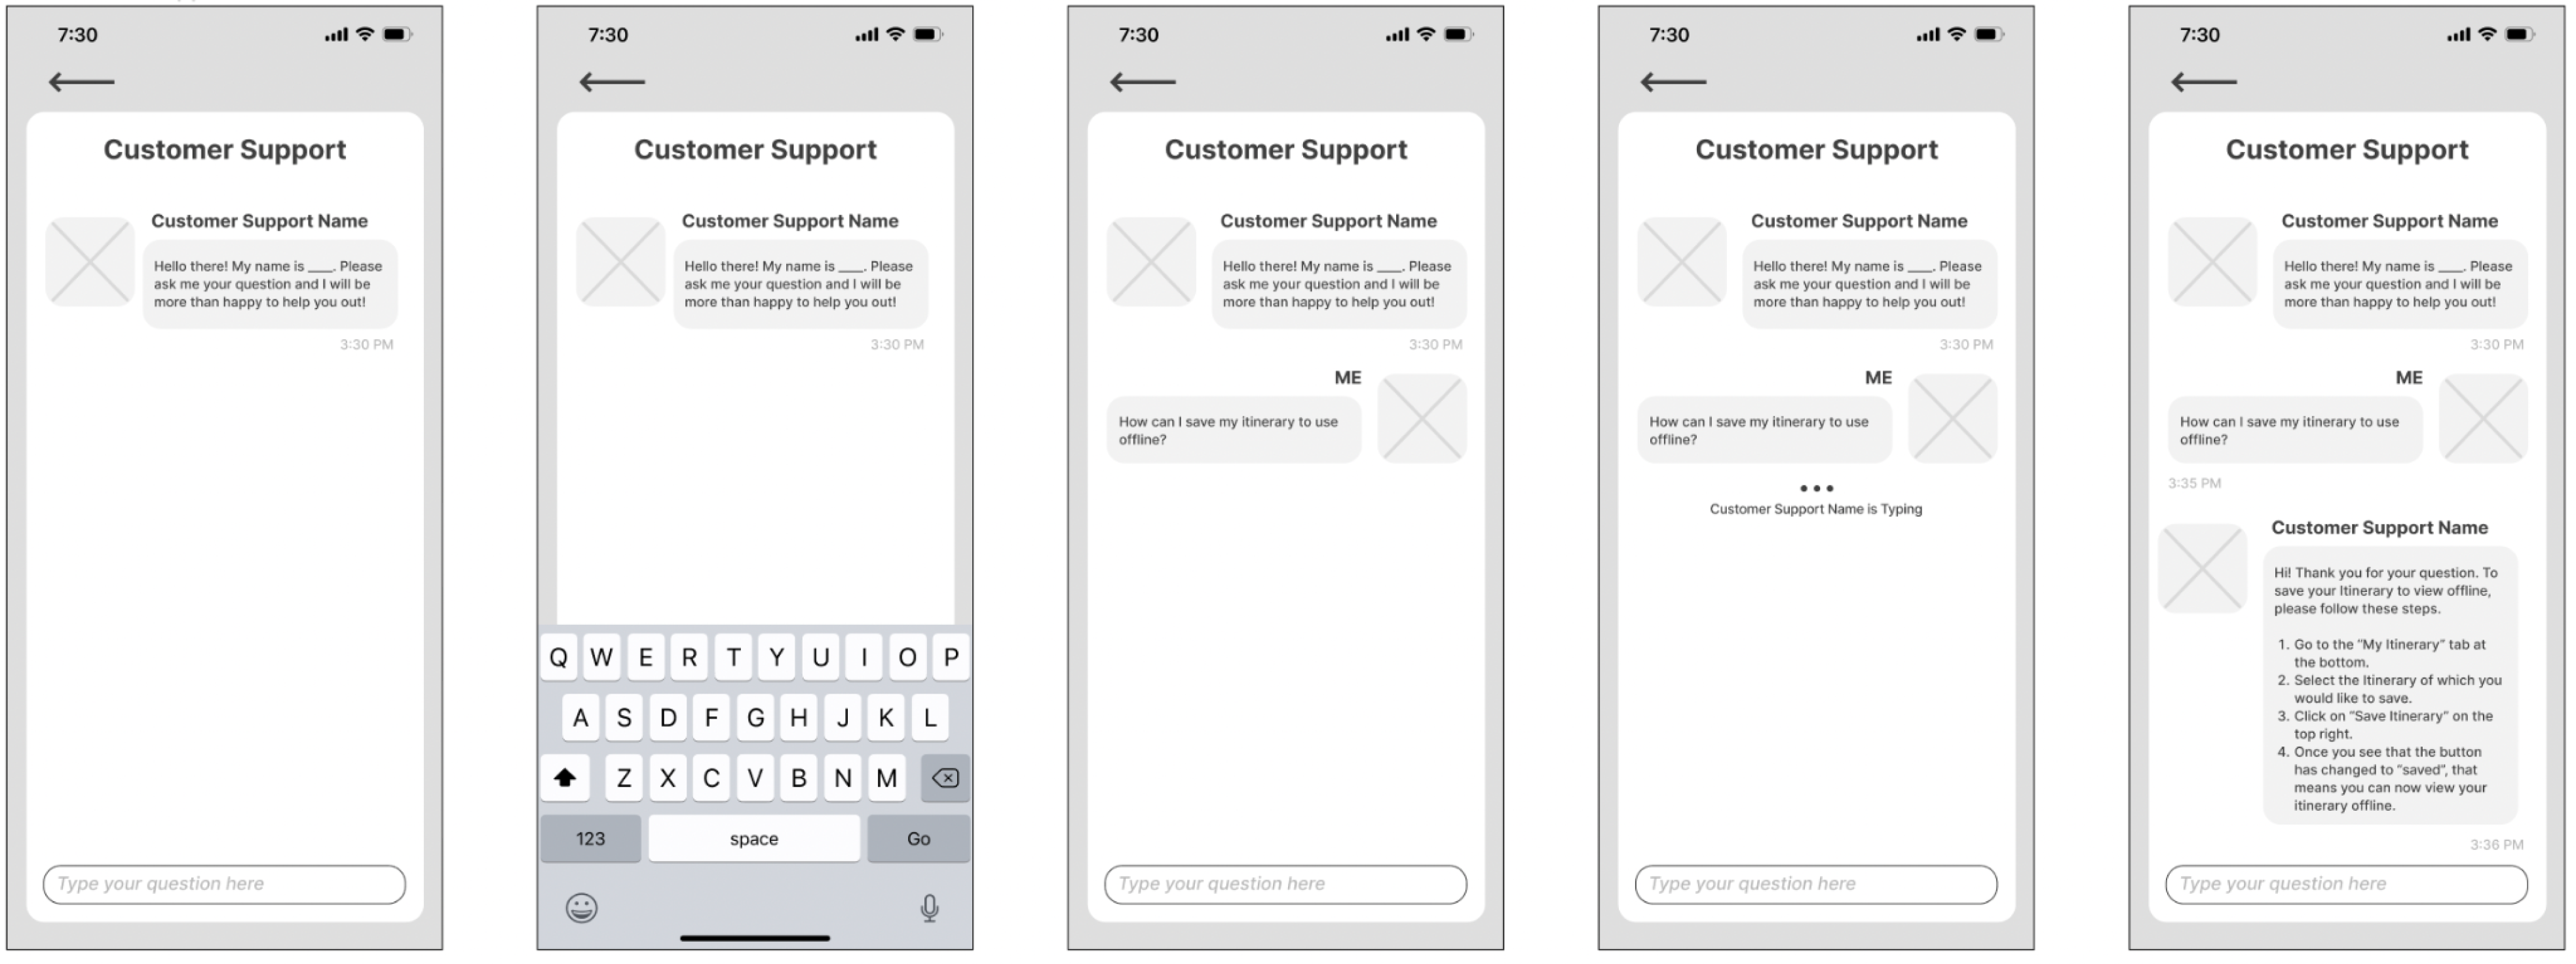 7:30
Customer Support
Customer Support Name
Hello there! My name is ___. Please
ask me your question and I will be
more than happy to help you out!
3:30 PM
Type your question here
7:30
Customer Support
Customer Support Name
Hello there! My name is ___. Please
ask me your question and I will be
more than happy to help you out!
3:30 PM
Q W E R T Y U I O P
A S D F G H J K L
Z X C V B N M
123 space Go
7:30
Customer Support
Customer Support Name
Hello there! My name is ___. Please
ask me your question and I will be
more than happy to help you out!
3:30 PM
ME
How can I save my itinerary to use
offline?
Type your question here
7:30
Customer Support
Customer Support Name
Hello there! My name is ___. Please
ask me your question and I will be
more than happy to help you out!
3:30 PM
ME
How can I save my itinerary to use
offline?
Customer Support Name is Typing
Type your question here
7:30
Customer Support
Customer Support Name
Hello there! My name is ___. Please
ask me your question and I will be
more than happy to help you out!
3:30 PM
ME
How can I save my itinerary to use
offline?
3:35 PM
Customer Support Name
Hi! Thank you for your question. To
save your Itinerary to view offline,
please follow these steps.
1. Go to the “My Itinerary” tab at
the bottom.
2. Select the Itinerary of which you
would like to save.
3. Click on “Save Itinerary” on the
top right.
4. Once you see that the button
has changed to “saved”, that
means you can now view your
itinerary offline.
3:36 PM
Type your question here